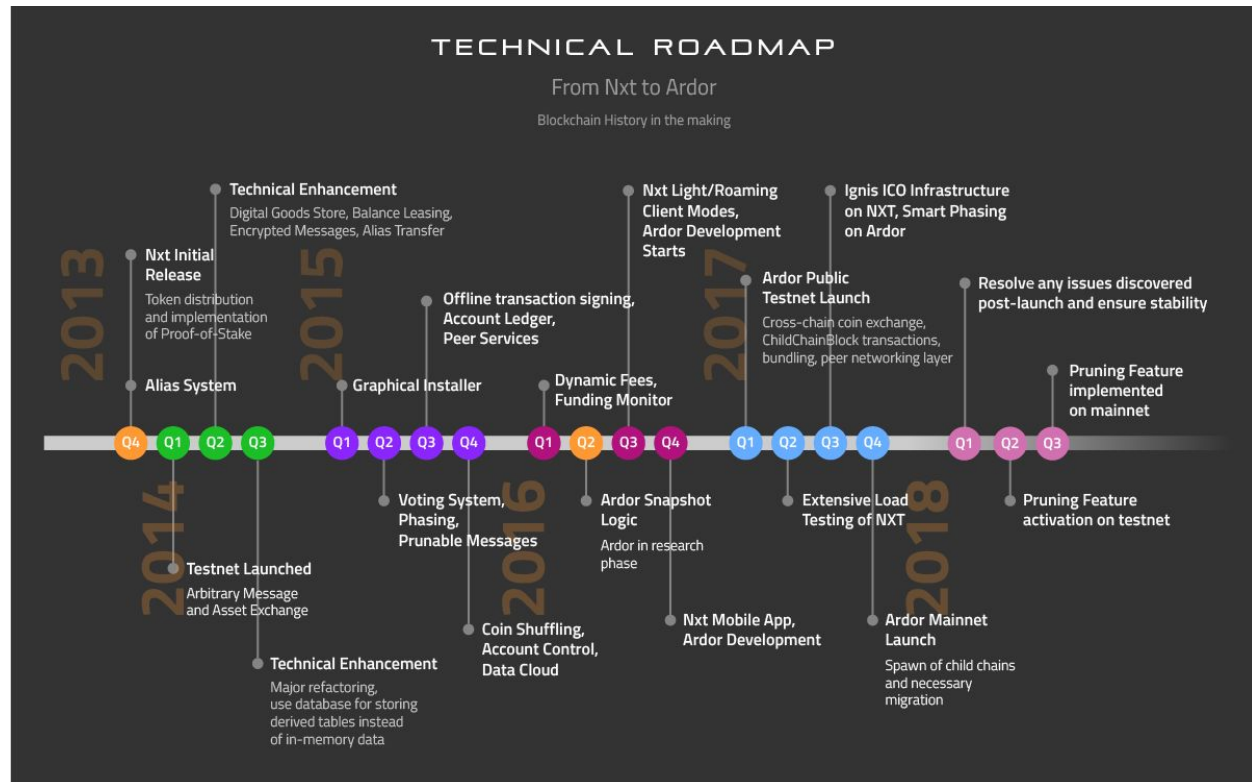 TECHNICAL ROADMAP
From Nxt to Ardor
Blockchain History in the making
2013
Nxt Initial
Release
Token distribution
and implementation
of Proof-of-Stake
Alias System
Q4
2014
Q1
Testnet Launched
Arbitrary Message
and Asset Exchange
Q2
Technical Enhancement
Digital Goods Store, Balance Leasing,
Encrypted Messages, Alias Transfer
Q3
Technical Enhancement
Major refactoring,
use database for storing
derived tables instead
of in-memory data
2015
Q1
Graphical Installer
Q2
Voting System,
Phasing,
Prunable Messages
Q3
Offline transaction signing,
Account Ledger,
Peer Services
Q4
Coin Shuffling,
Account Control,
Data Cloud
2016
Q1
Dynamic Fees,
Funding Monitor
Q2
Ardor Snapshot
Logic
Ardor in research
phase
Q3
Nxt Light/Roaming
Client Modes,
Ardor Development
Starts
Q4
Nxt Mobile App,
Ardor Development
2017
Q1
Ardor Public
Testnet Launch
Cross-chain coin exchange,
ChildChainBlock transactions,
bundling, peer networking layer
Q2
Extensive Load
Testing of NXT
Q3
Ignis ICO Infrastructure
on NXT, Smart Phasing
on Ardor
Q4
Ardor Mainnet
Launch
Spawn of child chains
and necessary
migration
2018
Q1
Resolve any issues discovered
post-launch and ensure stability
Q2
Pruning Feature
activation on testnet
Q3
Pruning Feature
implemented
on mainnet